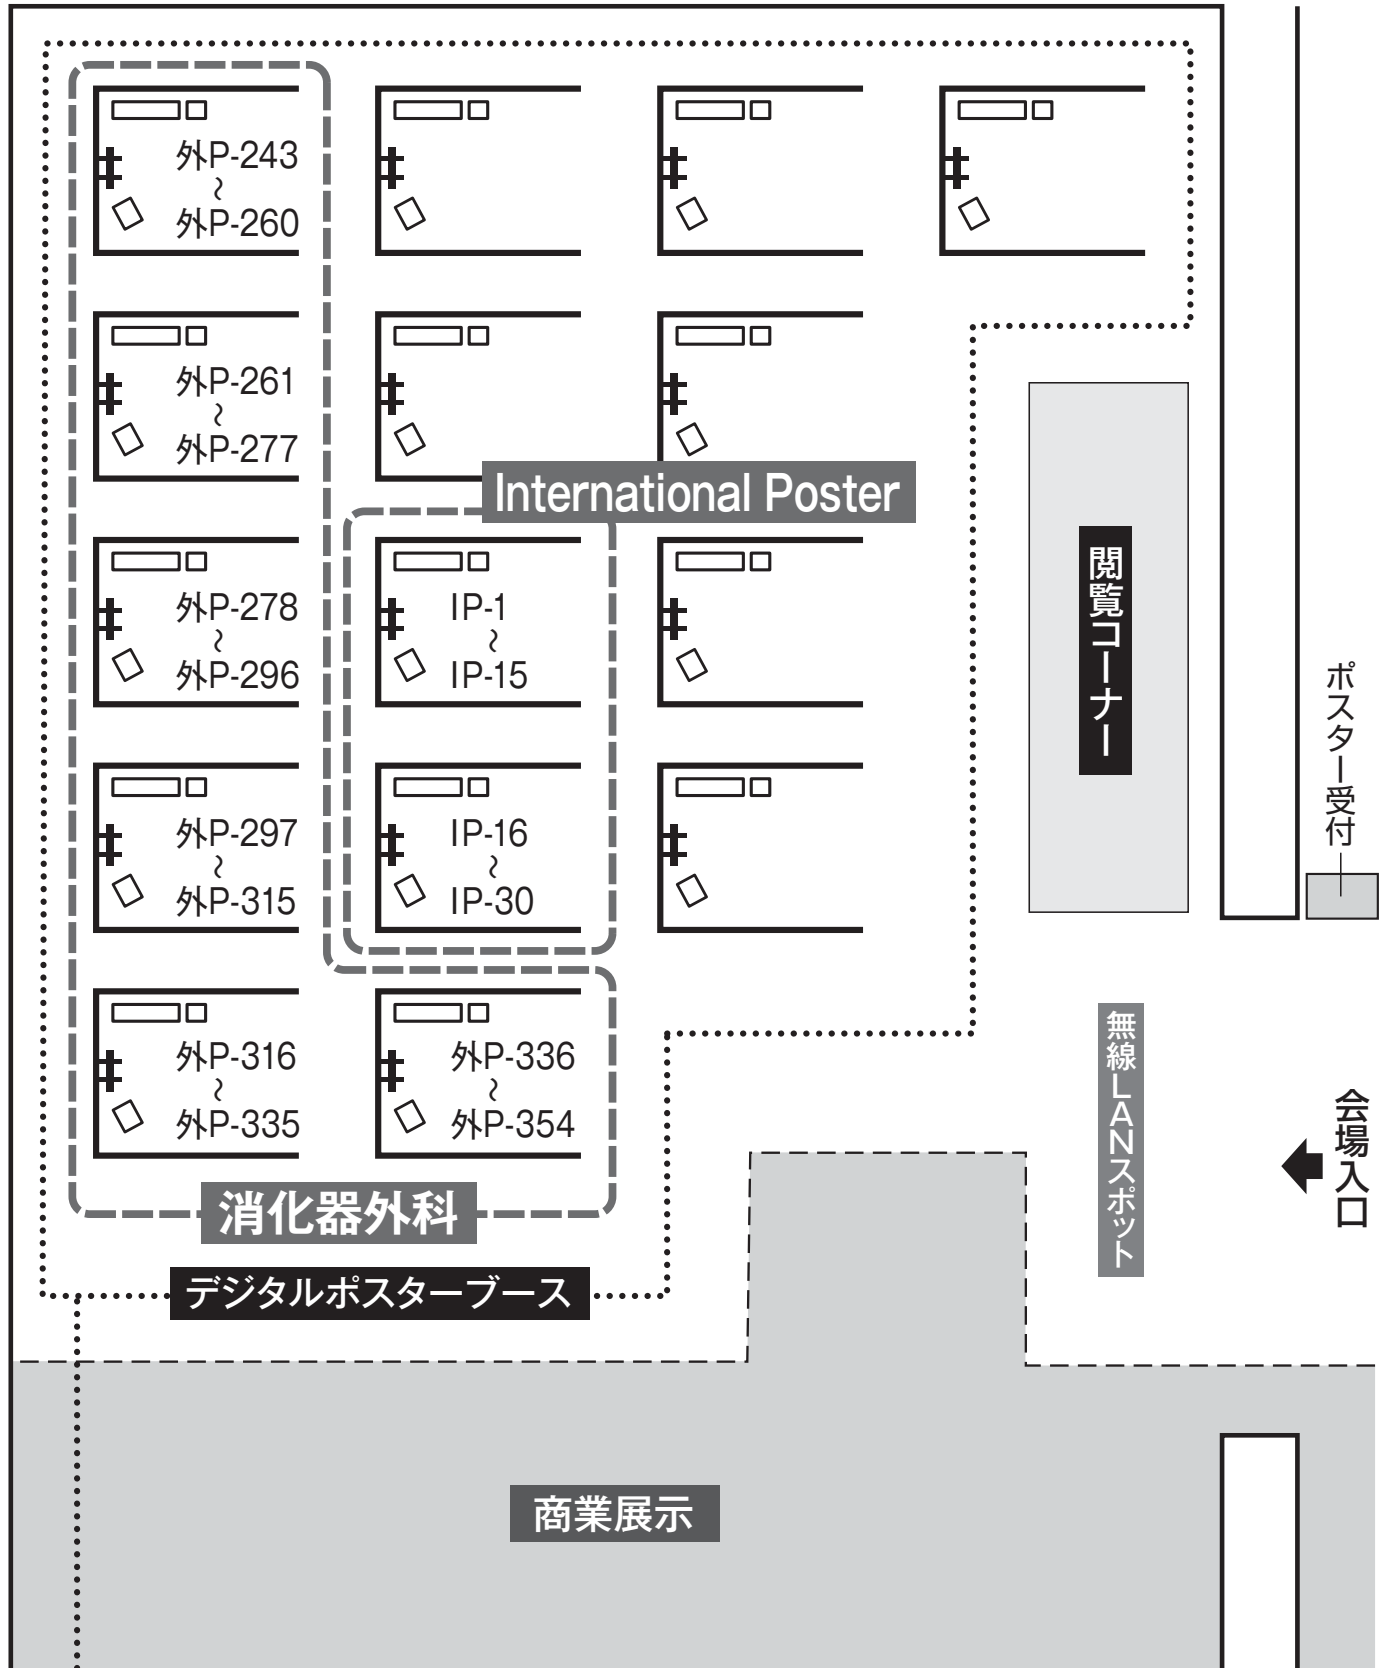 外P-243
～
外P-260
外P-261
～
外P-277
International Poster
外P-278
～
外P-296
IP-1
～
IP-15
外P-297
～
外P-315
IP-16
～
IP-30
外P-316
～
外P-335
外P-336
～
外P-354
消化器外科
デジタルポスターブース
閲覧コーナー
ポスター受付
無線LANスポット
会場入口
商業展示